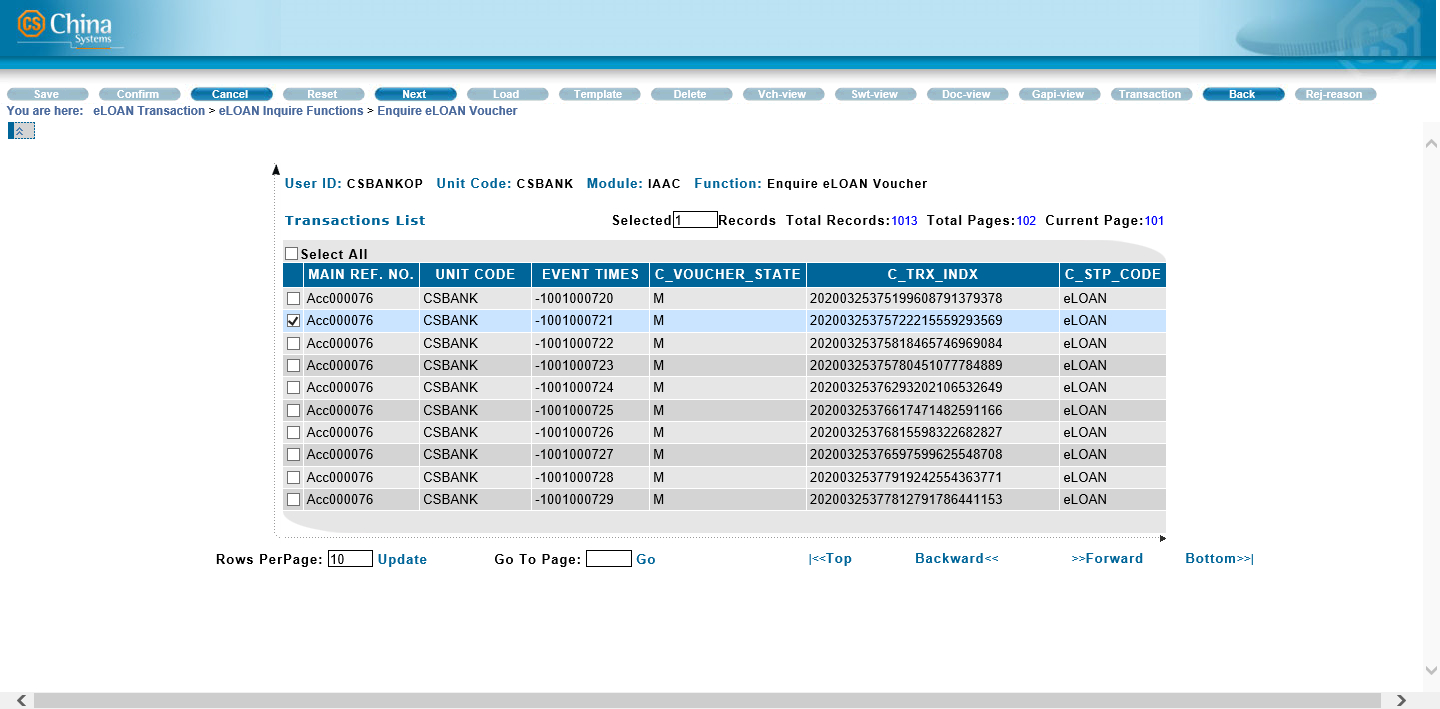 CS China
Systems
Save Confirm Cancel Reset Next Load Template Delete Vch-view Swt-view Doc-view Gapi-view Transaction Back Rej-reason
You are here: eLOAN Transaction > eLOAN Inquire Functions > Enquire eLOAN Voucher
User ID: CSBANKOP Unit Code: CSBANK Module: IAAC Function: Enquire eLOAN Voucher
Transactions List Selected 1 Records Total Records:1013 Total Pages:102 Current Page:101
Select All
MAIN REF. NO. UNIT CODE EVENT TIMES C_VOUCHER_STATE C_TRX_INDX C_STP_CODE
Acc000076 CSBANK -1001000720 M 20200325375199608791379378 eLOAN
Acc000076 CSBANK -1001000721 M 20200325375722215559293569 eLOAN
Acc000076 CSBANK -1001000722 M 20200325375818465746969084 eLOAN
Acc000076 CSBANK -1001000723 M 20200325375780451077784889 eLOAN
Acc000076 CSBANK -1001000724 M 20200325376293202106532649 eLOAN
Acc000076 CSBANK -1001000725 M 20200325376617471482591166 eLOAN
Acc000076 CSBANK -1001000726 M 20200325376815598322682827 eLOAN
Acc000076 CSBANK -1001000727 M 20200325376597599625548708 eLOAN
Acc000076 CSBANK -1001000728 M 20200325377919242554363771 eLOAN
Acc000076 CSBANK -1001000729 M 20200325377812791786441153 eLOAN
Rows PerPage: 10 Update Go To Page: Go |<<Top Backward<< >>Forward Bottom>>|